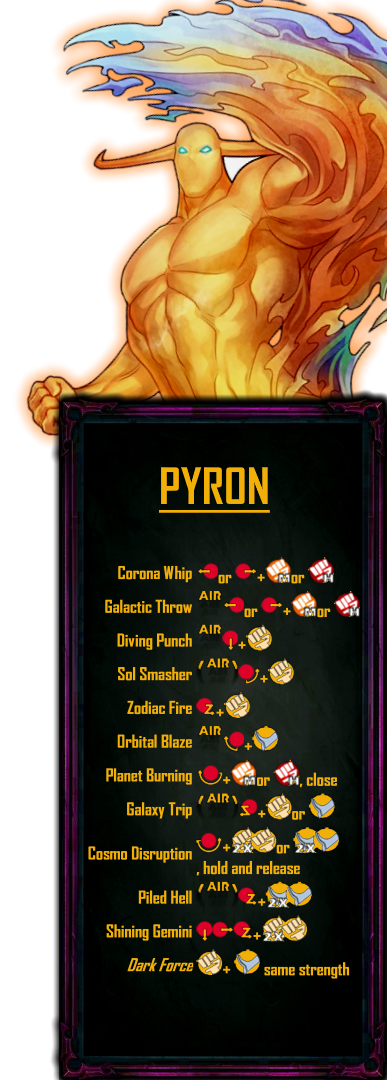 PYRON
Corona Whip or + M or H
Galactic Throw AIR or + M or H
Diving Punch AIR +
Sol Smasher (AIR) +
Zodiac Fire +
Orbital Blaze AIR +
Planet Burning + M or H, close
Galaxy Trip (AIR) + or
Cosmo Disruption + 2X or 2X
, hold and release
Piled Hell (AIR) + 2X
Shining Gemini + 2X
Dark Force + same strength